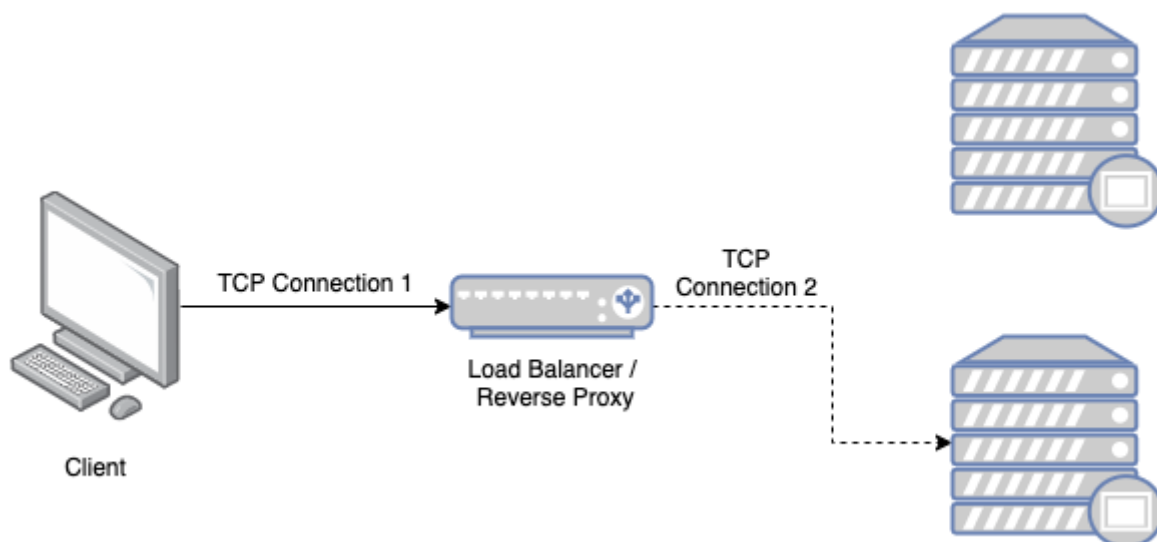 TCP Connection 1
TCP
Connection 2
Load Balancer /
Reverse Proxy
Client